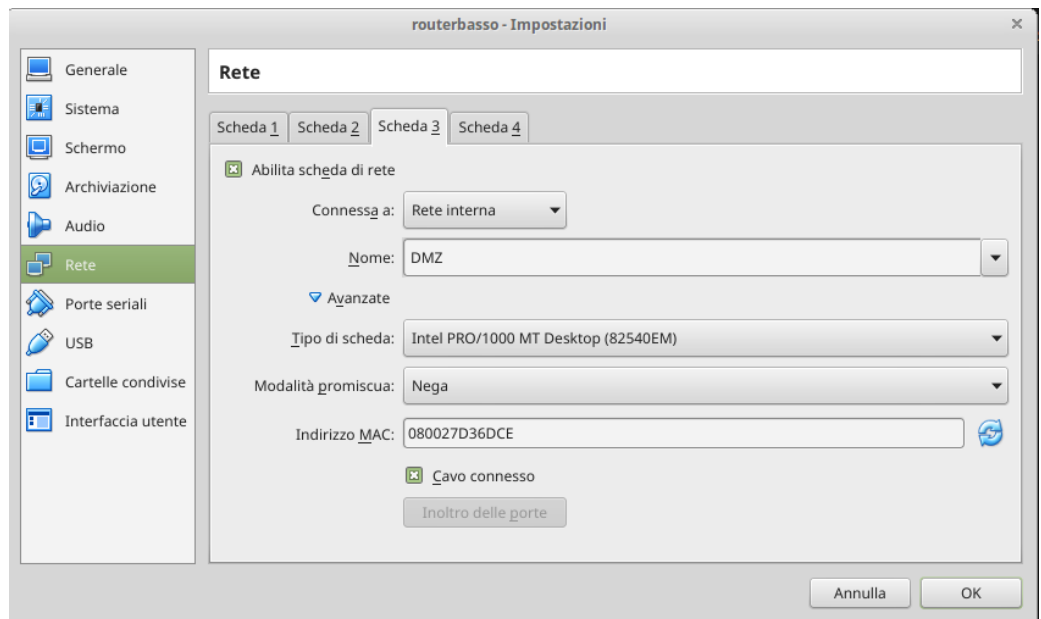 routerbasso - Impostazioni
Generale
Sistema
Schermo
Archiviazione
Audio
Rete
Porte seriali
USB
Cartelle condivise
Interfaccia utente
Rete
Scheda 1 Scheda 2 Scheda 3 Scheda 4
Abilita scheda di rete
Connessa a: Rete interna
Nome: DMZ
Avanzate
Tipo di scheda: Intel PRO/1000 MT Desktop (82540EM)
Modalità promiscua: Nega
Indirizzo MAC: 080027D36DCE
Cavo connesso
Inoltro delle porte
Annulla OK